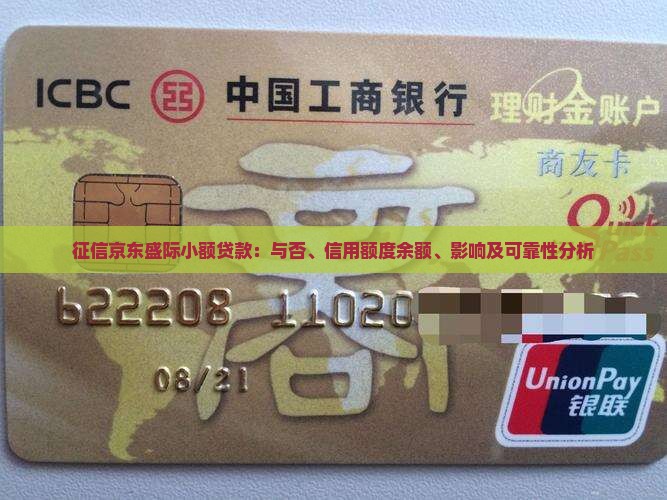 ICBC 中国工商银行 理财金账户
商友卡
Quick
征信京东盛际小额贷款：与否、信用额度余额、影响及可靠性分析
622208 11020
商
08/21
UnionPay
银联